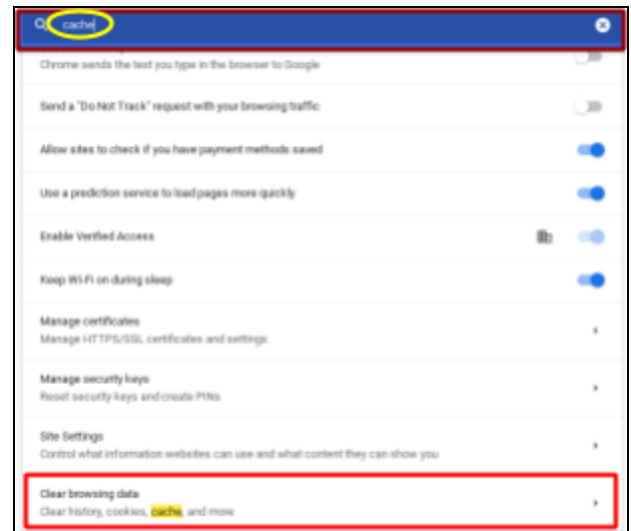 cache
Chrome sends the text you type in the browser to Google
Send a "Do Not Track" request with your browsing traffic
Allow sites to check if you have payment methods saved
Use a prediction service to load pages more quickly
Enable Verified Access
Keep Wi-Fi on during sleep
Manage certificates
Manage HTTPS/SSL certificates and settings
Manage security keys
Reset security keys and create PINs
Site Settings
Control what information websites can use and what content they can show you
Clear browsing data
Clear history, cookies, cache, and more